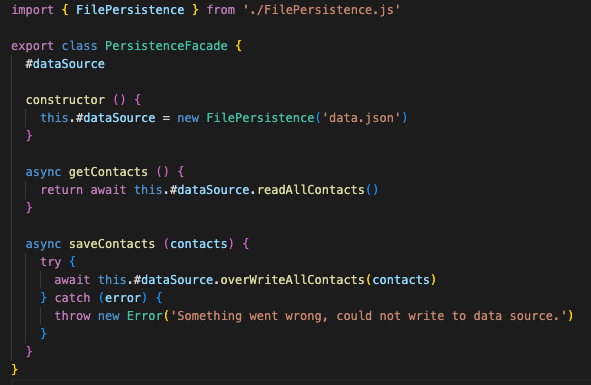 import { FilePersistence } from './FilePersistence.js'
export class PersistenceFacade {
#dataSource
constructor () {
this.#dataSource = new FilePersistence('data.json')
}
async getContacts () {
return await this.#dataSource.readAllContacts()
}
async saveContacts (contacts) {
try {
await this.#dataSource.overWriteAllContacts(contacts)
} catch (error) {
throw new Error('Something went wrong, could not write to data source.')
}
}
}